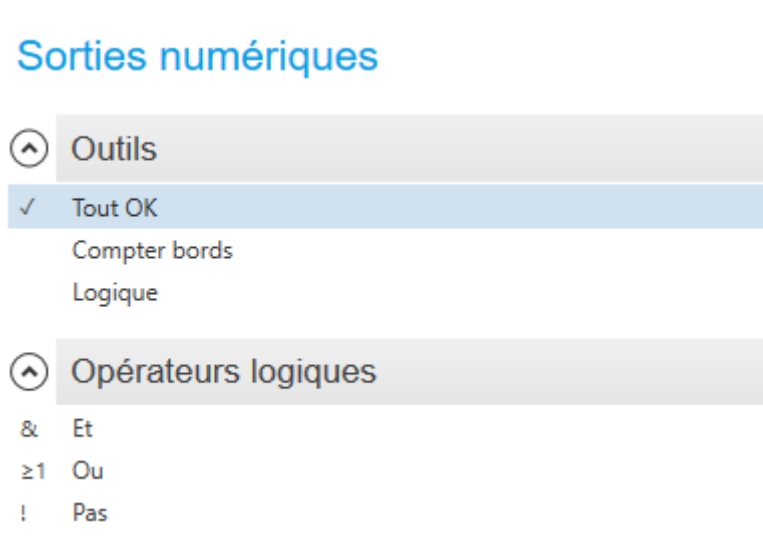 Sorties numériques
Outils
✓ Tout OK
Compter bords
Logique
Opérateurs logiques
& Et
≥1 Ou
! Pas